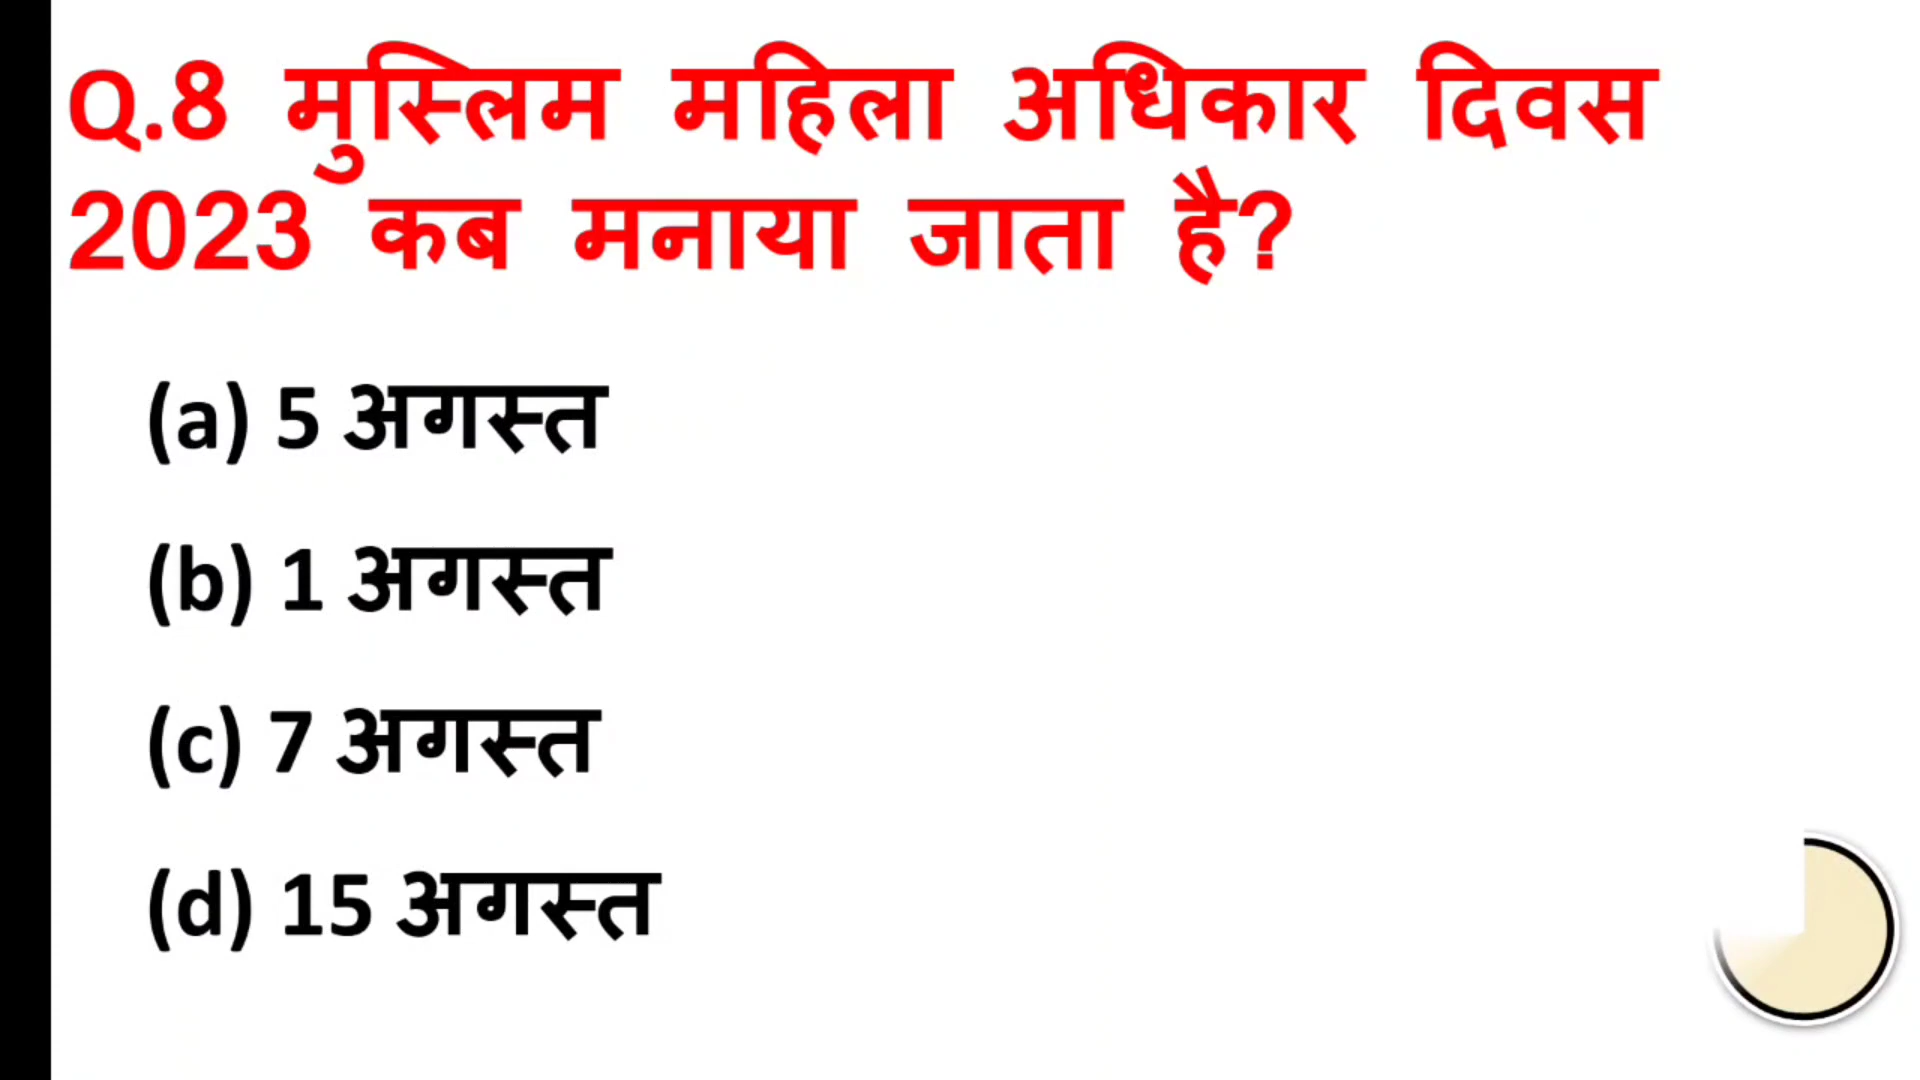 Q.8 मुस्लिम महिला अधिकार दिवस
2023 कब मनाया जाता है?
(a) 5 अगस्त
(b) 1 अगस्त
(c) 7 अगस्त
(d) 15 अगस्त